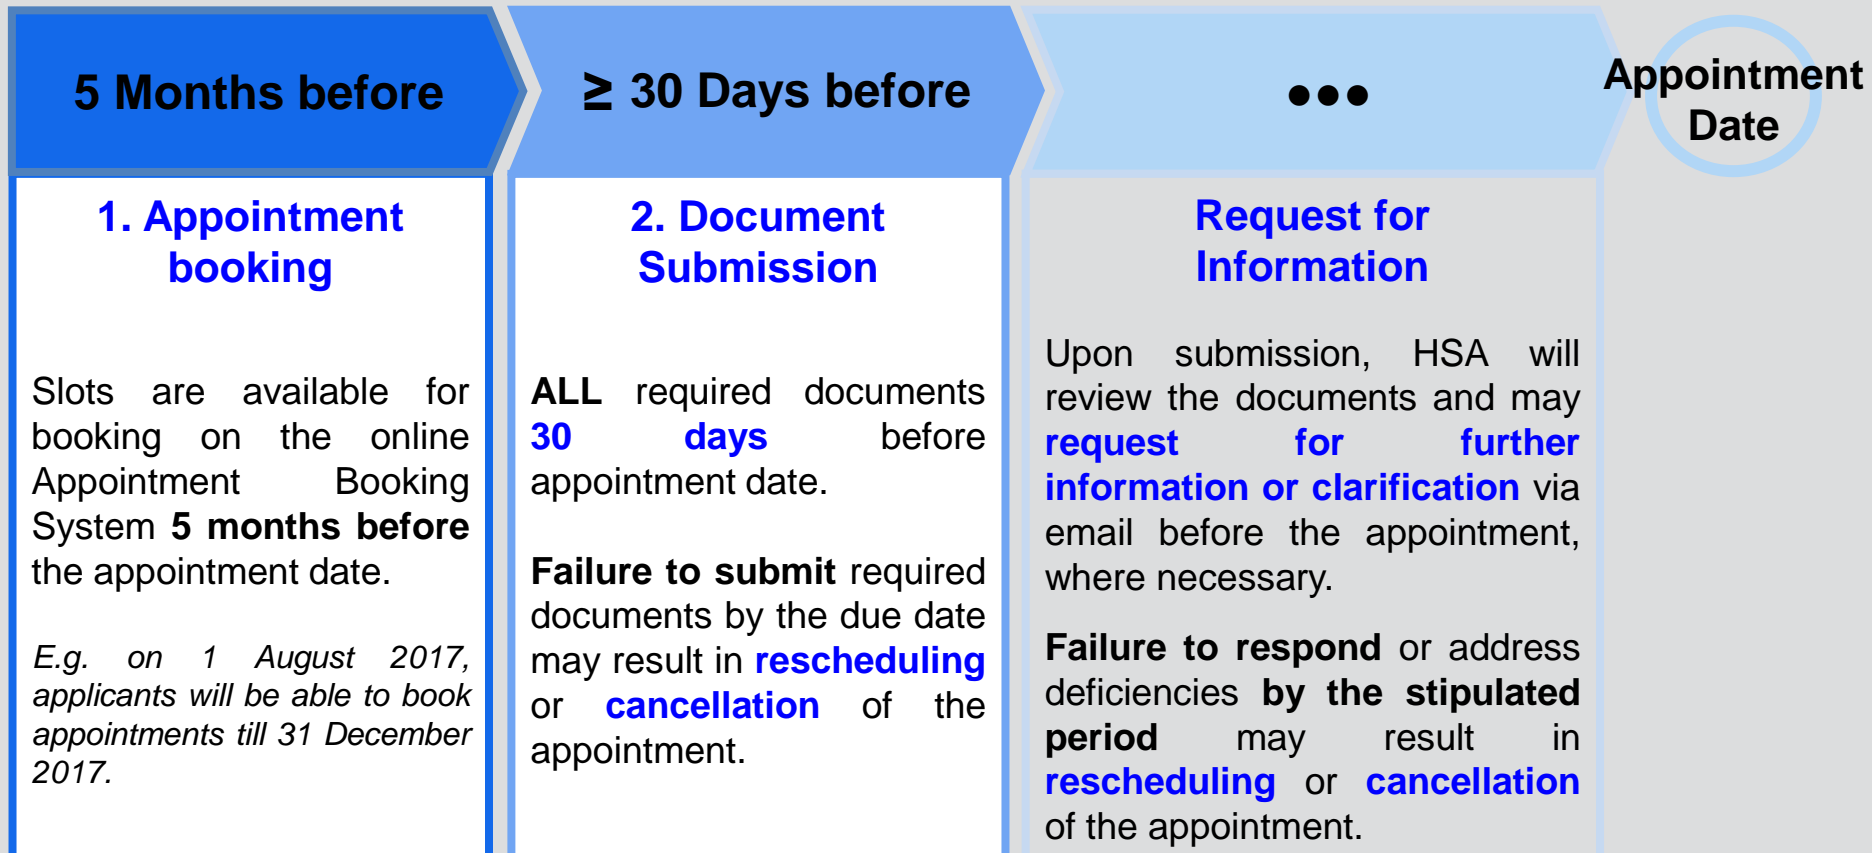 5 Months before
≥ 30 Days before
•••
Appointment
Date
1. Appointment
booking
Slots are available for
booking on the online
Appointment Booking
System 5 months before
the appointment date.
E.g. on 1 August 2017,
applicants will be able to book
appointments till 31 December
2017.
2. Document
Submission
ALL required documents
30 days before
appointment date.
Failure to submit required
documents by the due date
may result in rescheduling
or cancellation of the
appointment.
Request for
Information
Upon submission, HSA will
review the documents and may
request for further
information or clarification via
email before the appointment,
where necessary.
Failure to respond or address
deficiencies by the stipulated
period may result in
rescheduling or cancellation
of the appointment.